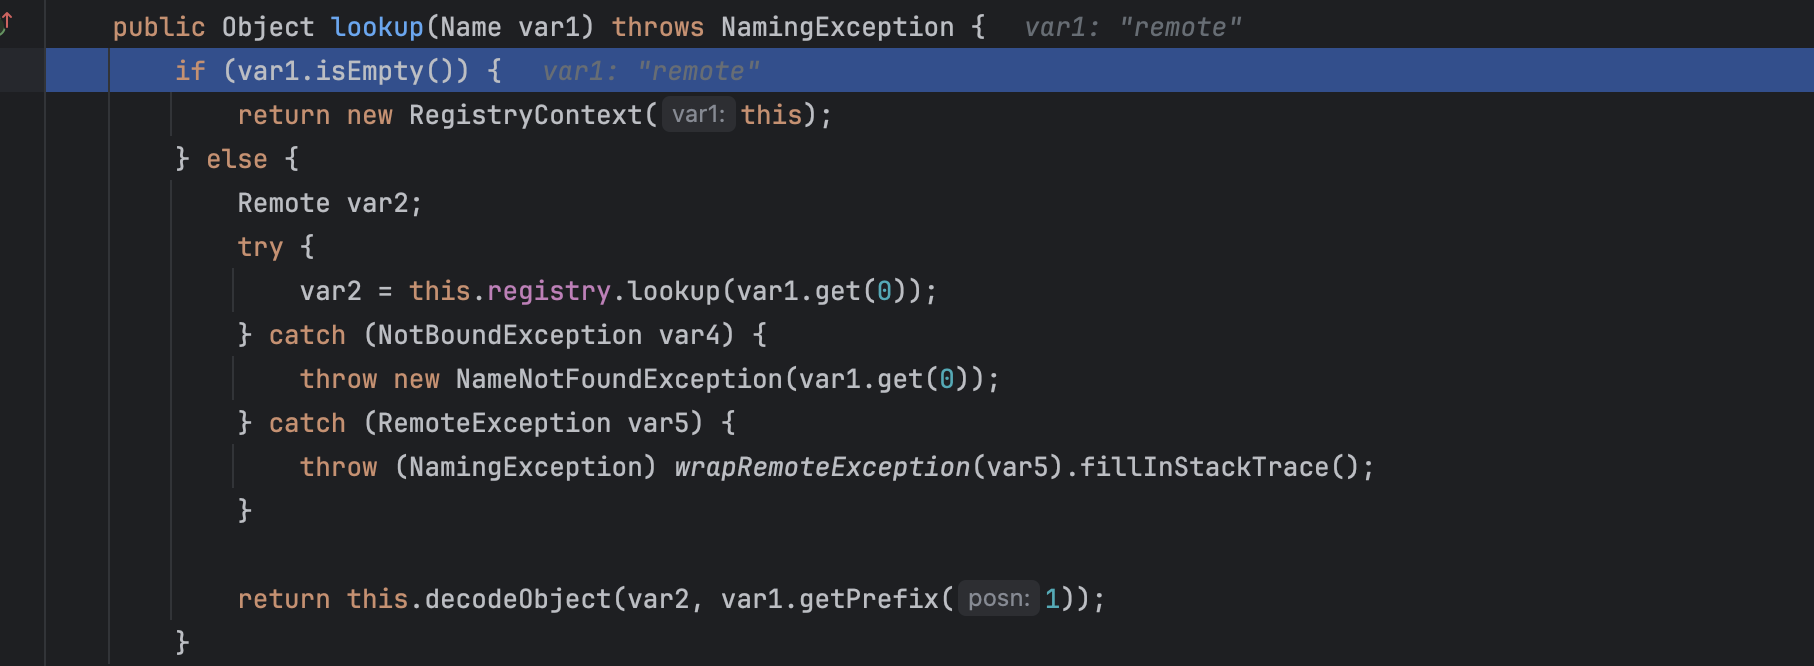 public Object lookup(Name var1) throws NamingException {  var1: "remote"
if (var1.isEmpty()) {  var1: "remote"
return new RegistryContext( var1: this);
} else {
Remote var2;
try {
var2 = this.registry.lookup(var1.get(0));
} catch (NotBoundException var4) {
throw new NameNotFoundException(var1.get(0));
} catch (RemoteException var5) {
throw (NamingException) wrapRemoteException(var5).fillInStackTrace();
}
return this.decodeObject(var2, var1.getPrefix( posn: 1));
}